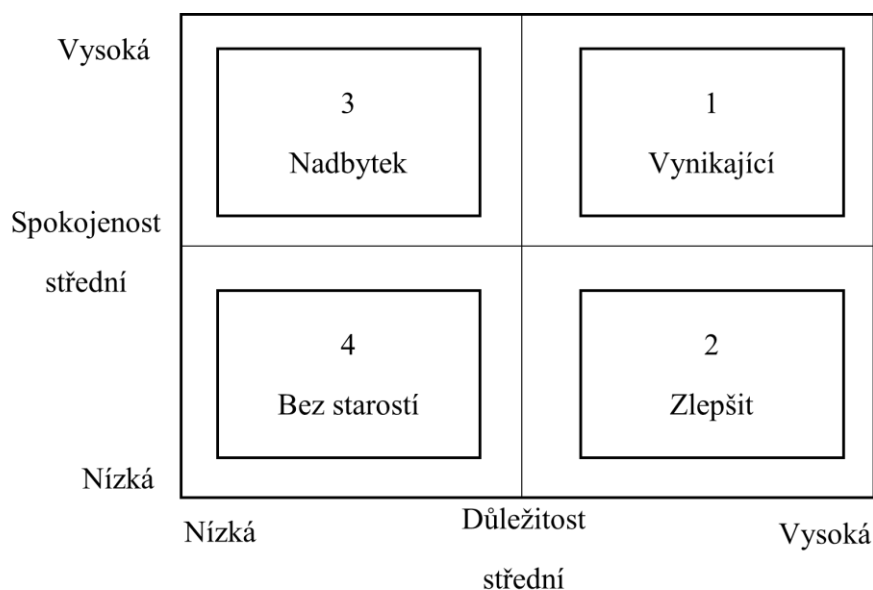 Vysoká
3
Nadbytek
1
Vynikající
Spokojenost
střední
4
Bez starostí
2
Zlepšit
Nízká
Nízká
Důležitost
střední
Vysoká